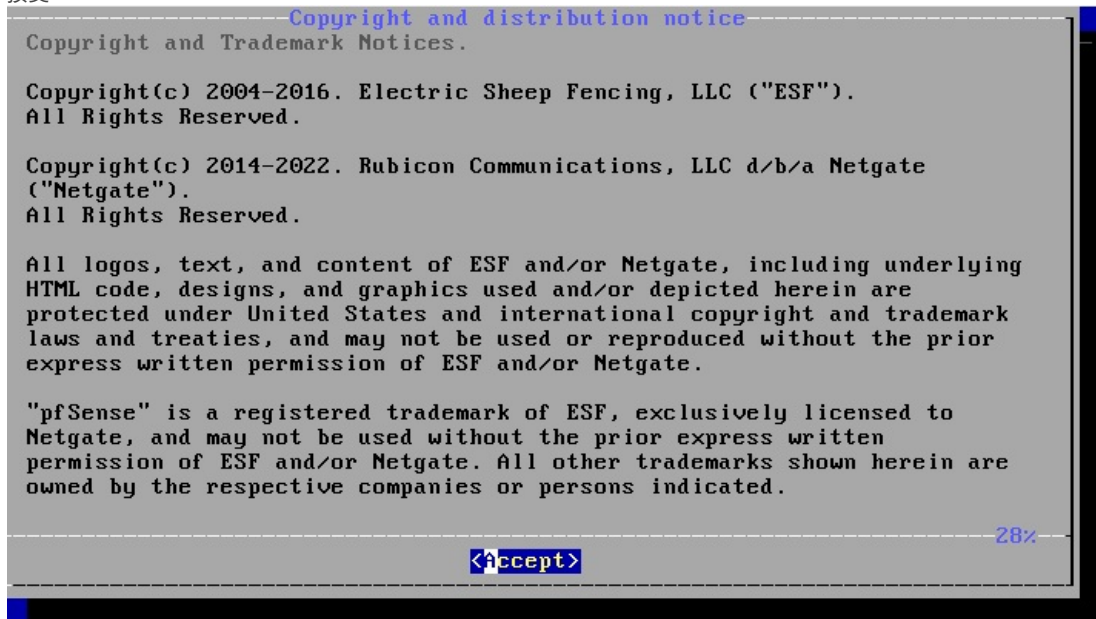 Copyright and distribution notice
Copyright and Trademark Notices.
Copyright(c) 2004-2016. Electric Sheep Fencing, LLC ("ESF").
All Rights Reserved.
Copyright(c) 2014-2022. Rubicon Communications, LLC d/b/a Netgate
("Netgate").
All Rights Reserved.
All logos, text, and content of ESF and/or Netgate, including underlying
HTML code, designs, and graphics used and/or depicted herein are
protected under United States and international copyright and trademark
laws and treaties, and may not be used or reproduced without the prior
express written permission of ESF and/or Netgate.
"pfSense" is a registered trademark of ESF, exclusively licensed to
Netgate, and may not be used without the prior express written
permission of ESF and/or Netgate. All other trademarks shown herein are
owned by the respective companies or persons indicated.
28%
<Accept>